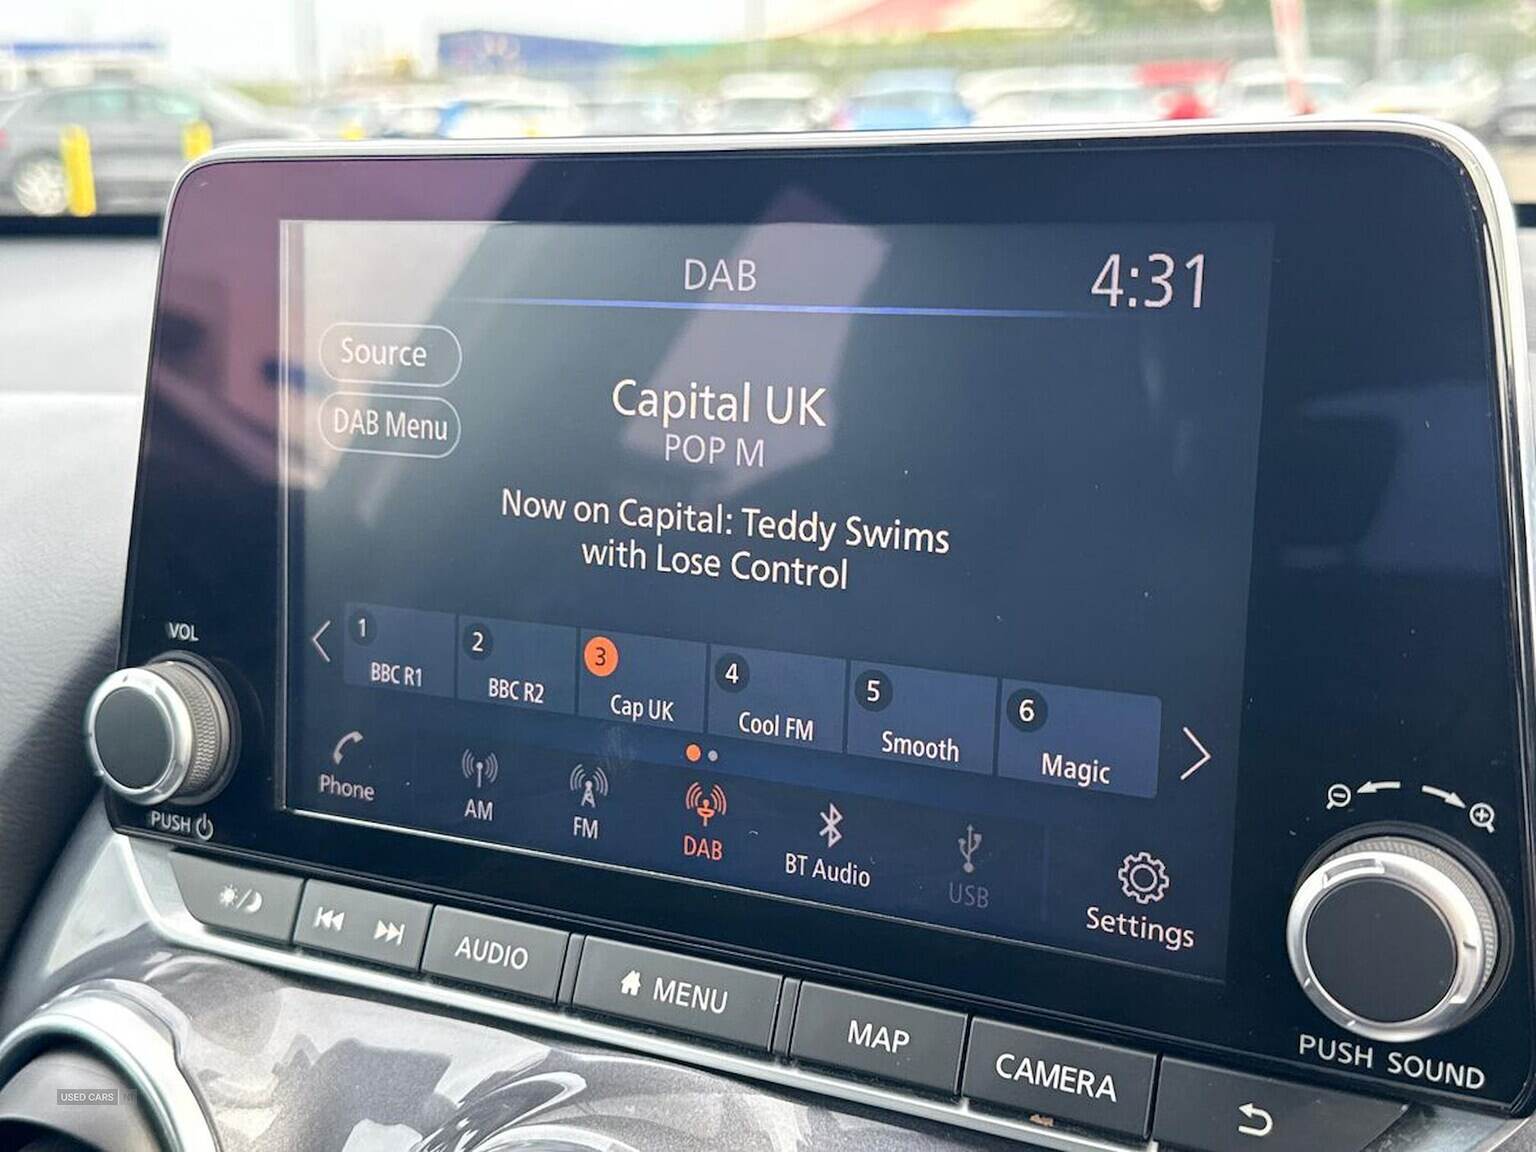 DAB
4:31
Source
DAB Menu
Capital UK
POP M
Now on Capital: Teddy Swims
with Lose Control
1 BBC R1
2 BBC R2
3 Cap UK
4 Cool FM
5 Smooth
6 Magic
Phone
AM
FM
DAB
BT Audio
USB
Settings
VOL
PUSH
PUSH SOUND
AUDIO
MENU
MAP
CAMERA
USED CARS